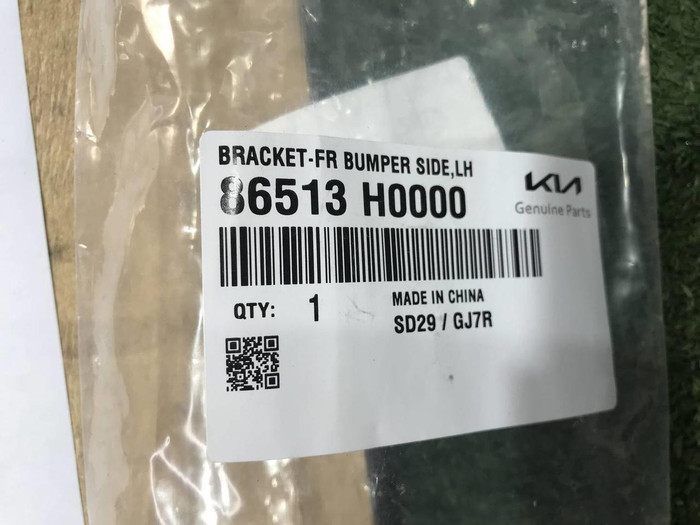 BRACKET-FR BUMPER SIDE,LH
86513 H0000
KIA
Genuine Parts
QTY: 1
MADE IN CHINA
SD29 / GJ7R